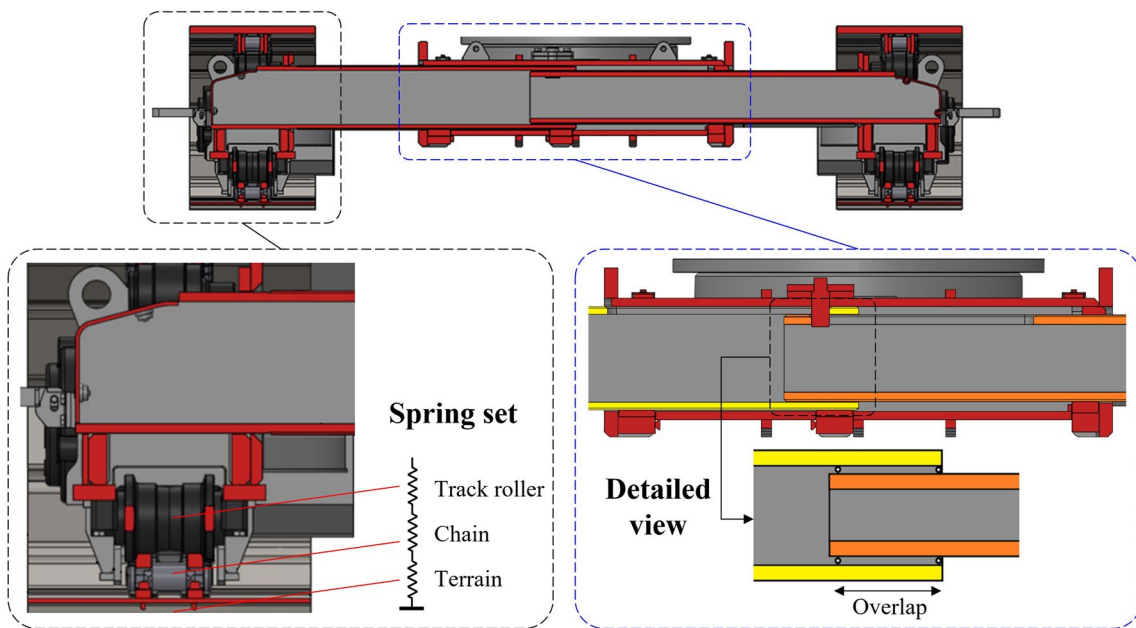 Spring set
Track roller
Chain
Terrain
Detailed
view
Overlap